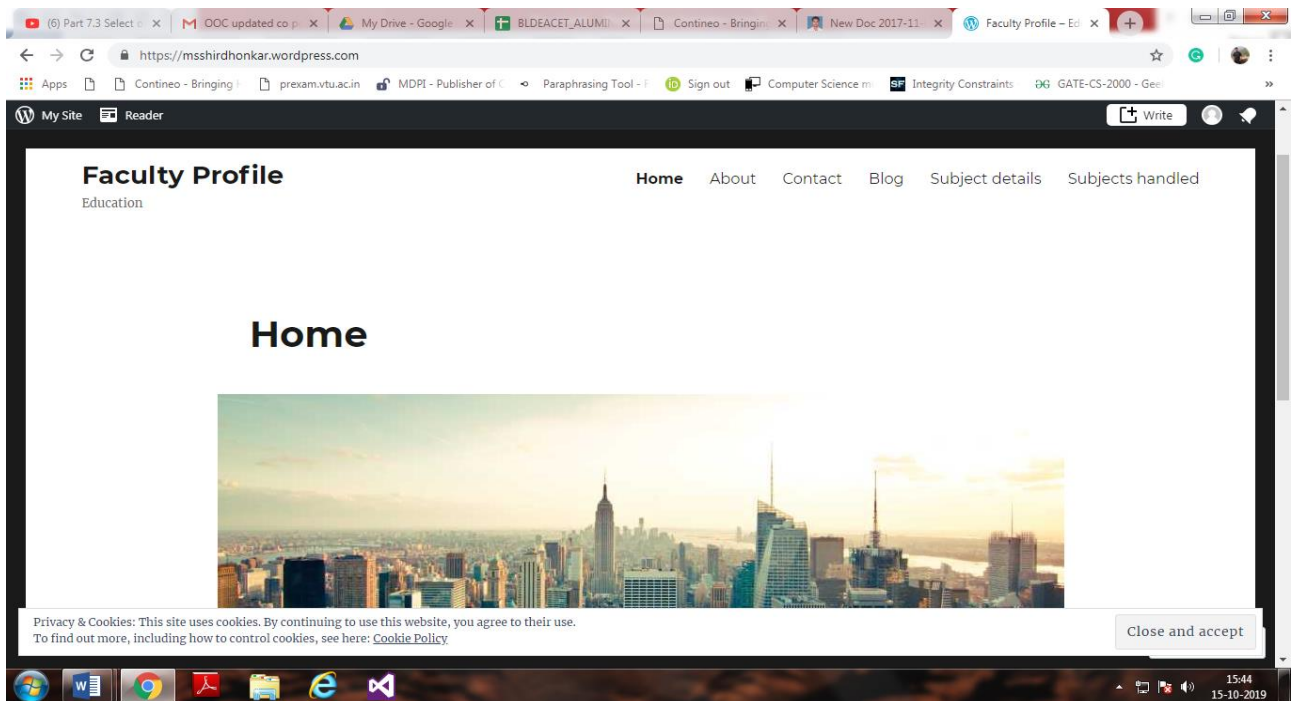 (6) Part 7.3 Select
OOC updated co p
My Drive - Google
BLDEACET_ALUMI
Contineo - Bringing
New Doc 2017-11-
Faculty Profile – Ed
https://msshirdhonkar.wordpress.com
Apps
Contineo - Bringing
prexam.vtu.ac.in
MDPI - Publisher of
Paraphrasing Tool -
Sign out
Computer Science m
SF Integrity Constraints
GATE-CS-2000 - Gee
»
My Site
Reader
Write
Faculty Profile
Home About Contact Blog Subject details Subjects handled
Education
Home
Privacy & Cookies: This site uses cookies. By continuing to use this website, you agree to their use.
To find out more, including how to control cookies, see here: Cookie Policy
Close and accept
15:44
15-10-2019